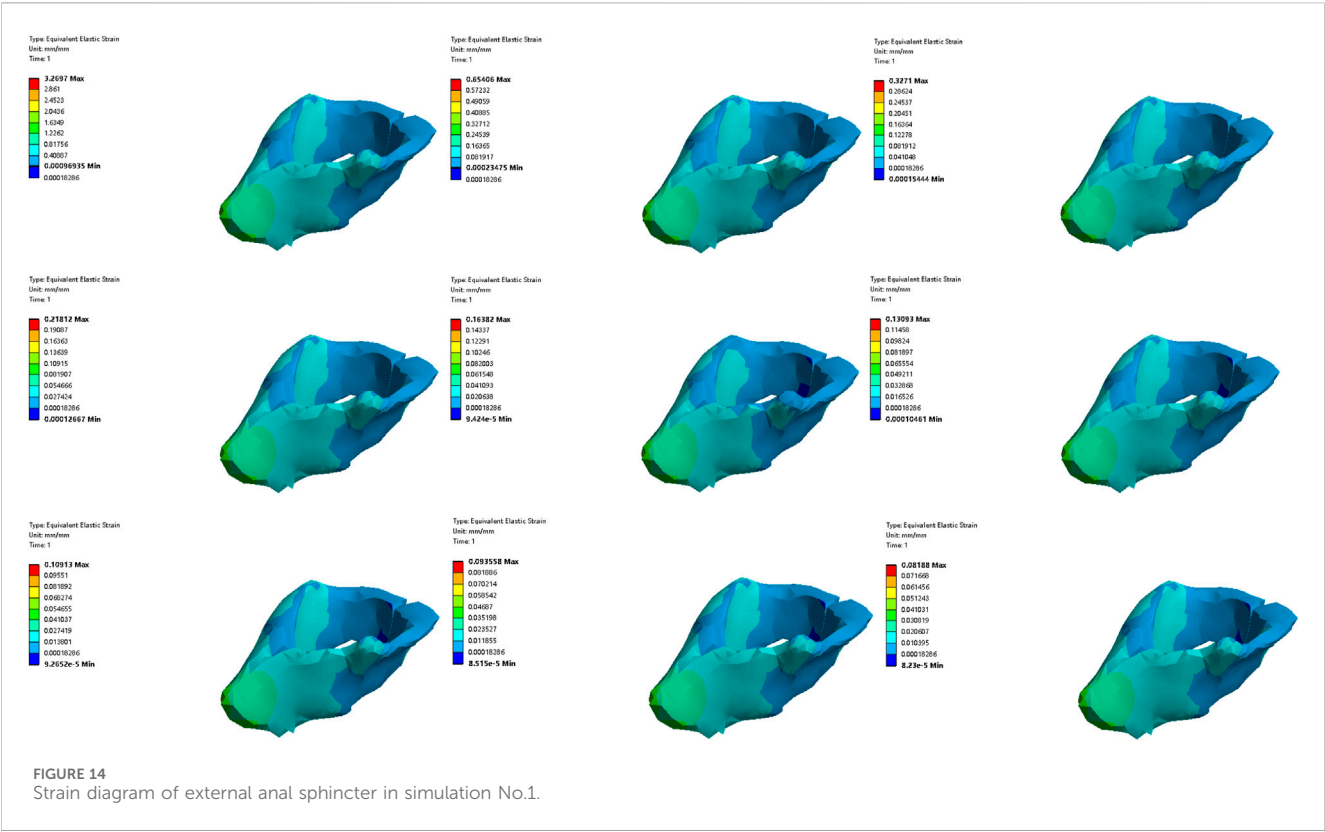 Type: Equivalent Elastic Strain
Unit: mm/mm
Time: 1
3.2697 Max
2.861
2.4523
2.0436
1.6349
1.2262
0.81756
0.40887
0.00096935 Min
0.00018286
Type: Equivalent Elastic Strain
Unit: mm/mm
Time: 1
0.65406 Max
0.57232
0.49059
0.40885
0.32712
0.24539
0.16365
0.081917
0.00023475 Min
0.00018286
Type: Equivalent Elastic Strain
Unit: mm/mm
Time: 1
0.3271 Max
0.28624
0.24537
0.20451
0.16364
0.12278
0.081912
0.041048
0.00018286
0.00015444 Min
Type: Equivalent Elastic Strain
Unit: mm/mm
Time: 1
0.21812 Max
0.19087
0.16363
0.13639
0.10915
0.081907
0.054666
0.027424
0.00018286
0.00012667 Min
Type: Equivalent Elastic Strain
Unit: mm/mm
Time: 1
0.16382 Max
0.14337
0.12291
0.10246
0.082003
0.061548
0.041093
0.020638
0.00018286
9.424e-5 Min
Type: Equivalent Elastic Strain
Unit: mm/mm
Time: 1
0.13093 Max
0.11458
0.09824
0.081897
0.065554
0.049211
0.032868
0.016526
0.00018286
0.00010461 Min
Type: Equivalent Elastic Strain
Unit: mm/mm
Time: 1
0.10913 Max
0.09551
0.081892
0.068274
0.054655
0.041037
0.027419
0.013801
0.00018286
9.2652e-5 Min
Type: Equivalent Elastic Strain
Unit: mm/mm
Time: 1
0.093558 Max
0.081886
0.070214
0.058542
0.04687
0.035198
0.023527
0.011855
0.00018286
8.515e-5 Min
Type: Equivalent Elastic Strain
Unit: mm/mm
Time: 1
0.08188 Max
0.071668
0.061456
0.051243
0.041031
0.030819
0.020607
0.010395
0.00018286
8.23e-5 Min
FIGURE 14
Strain diagram of external anal sphincter in simulation No.1.